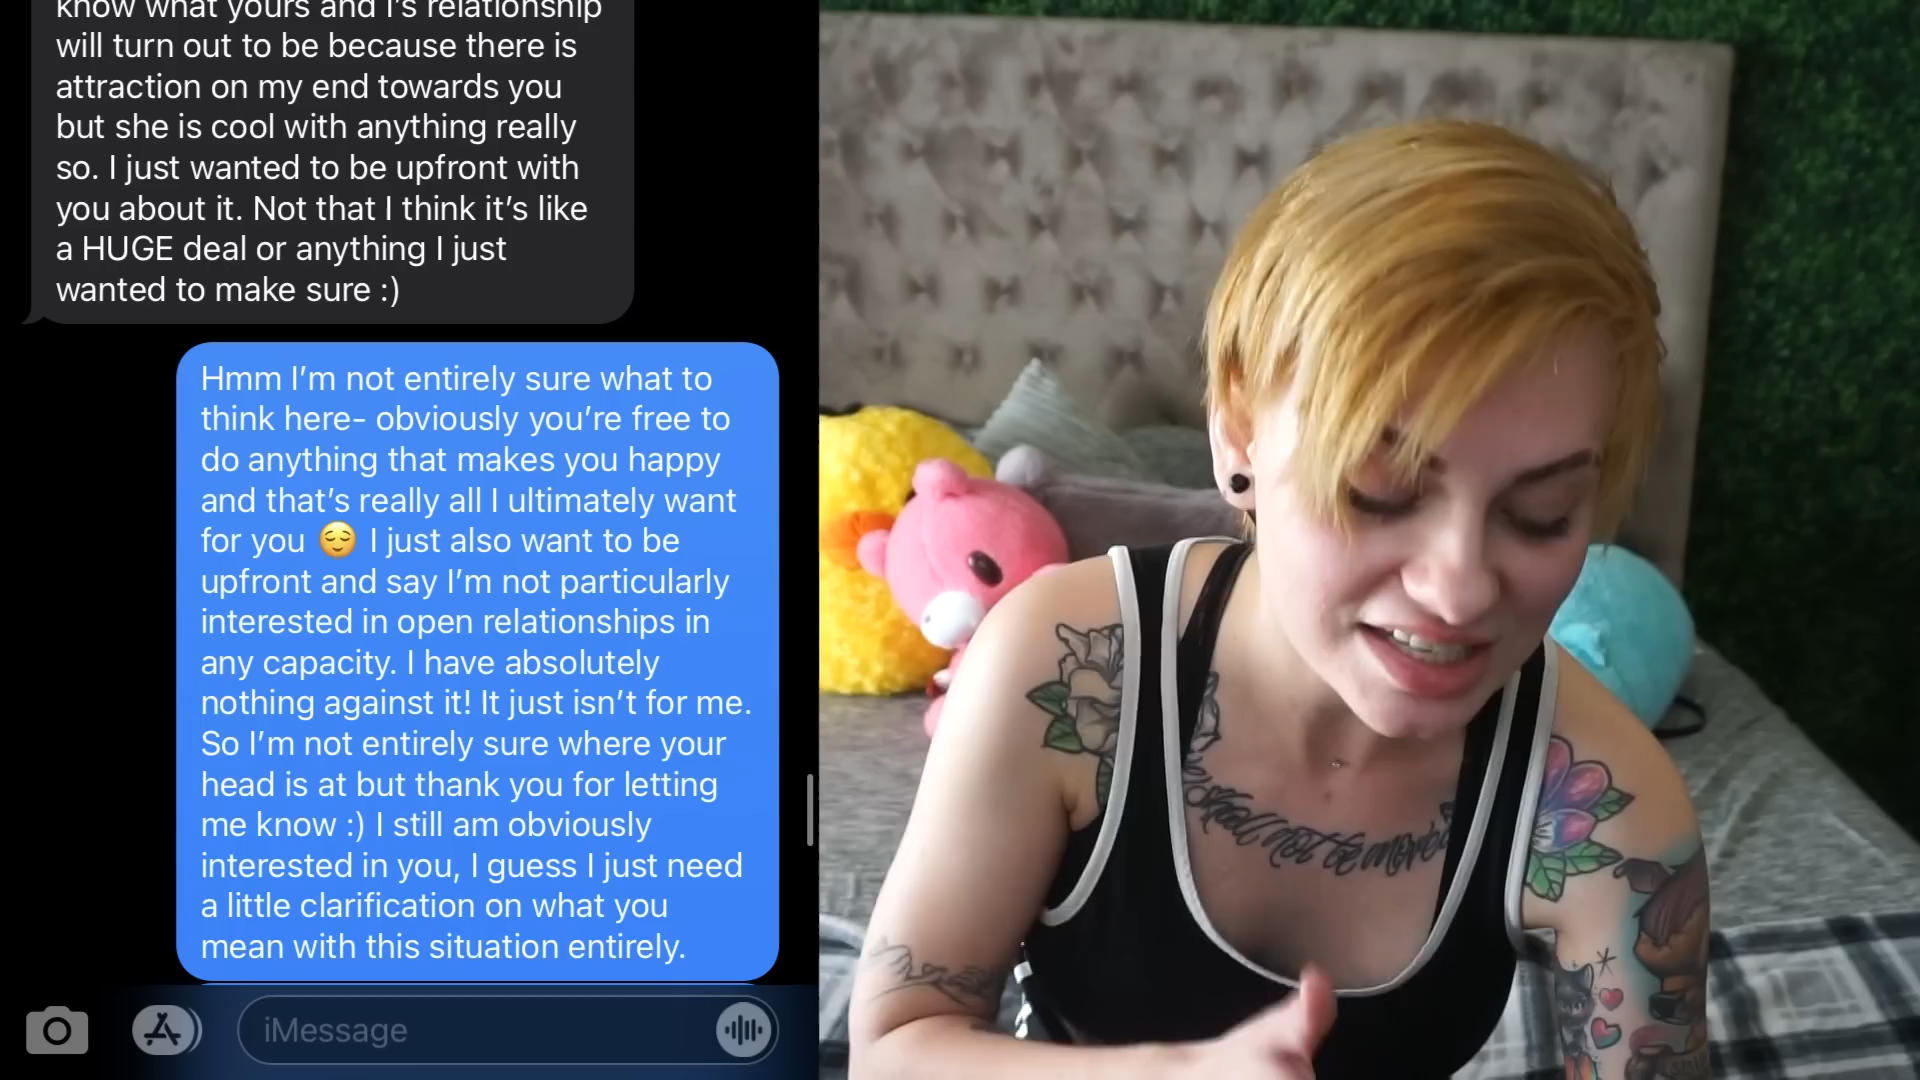 know what yours and I's relationship
will turn out to be because there is
attraction on my end towards you
but she is cool with anything really
so. I just wanted to be upfront with
you about it. Not that I think it's like
a HUGE deal or anything I just
wanted to make sure :)
Hmm I'm not entirely sure what to
think here- obviously you're free to
do anything that makes you happy
and that's really all I ultimately want
for you 😌 I just also want to be
upfront and say I'm not particularly
interested in open relationships in
any capacity. I have absolutely
nothing against it! It just isn't for me.
So I'm not entirely sure where your
head is at but thank you for letting
me know :) I still am obviously
interested in you, I guess I just need
a little clarification on what you
mean with this situation entirely.
iMessage
shall not be moved